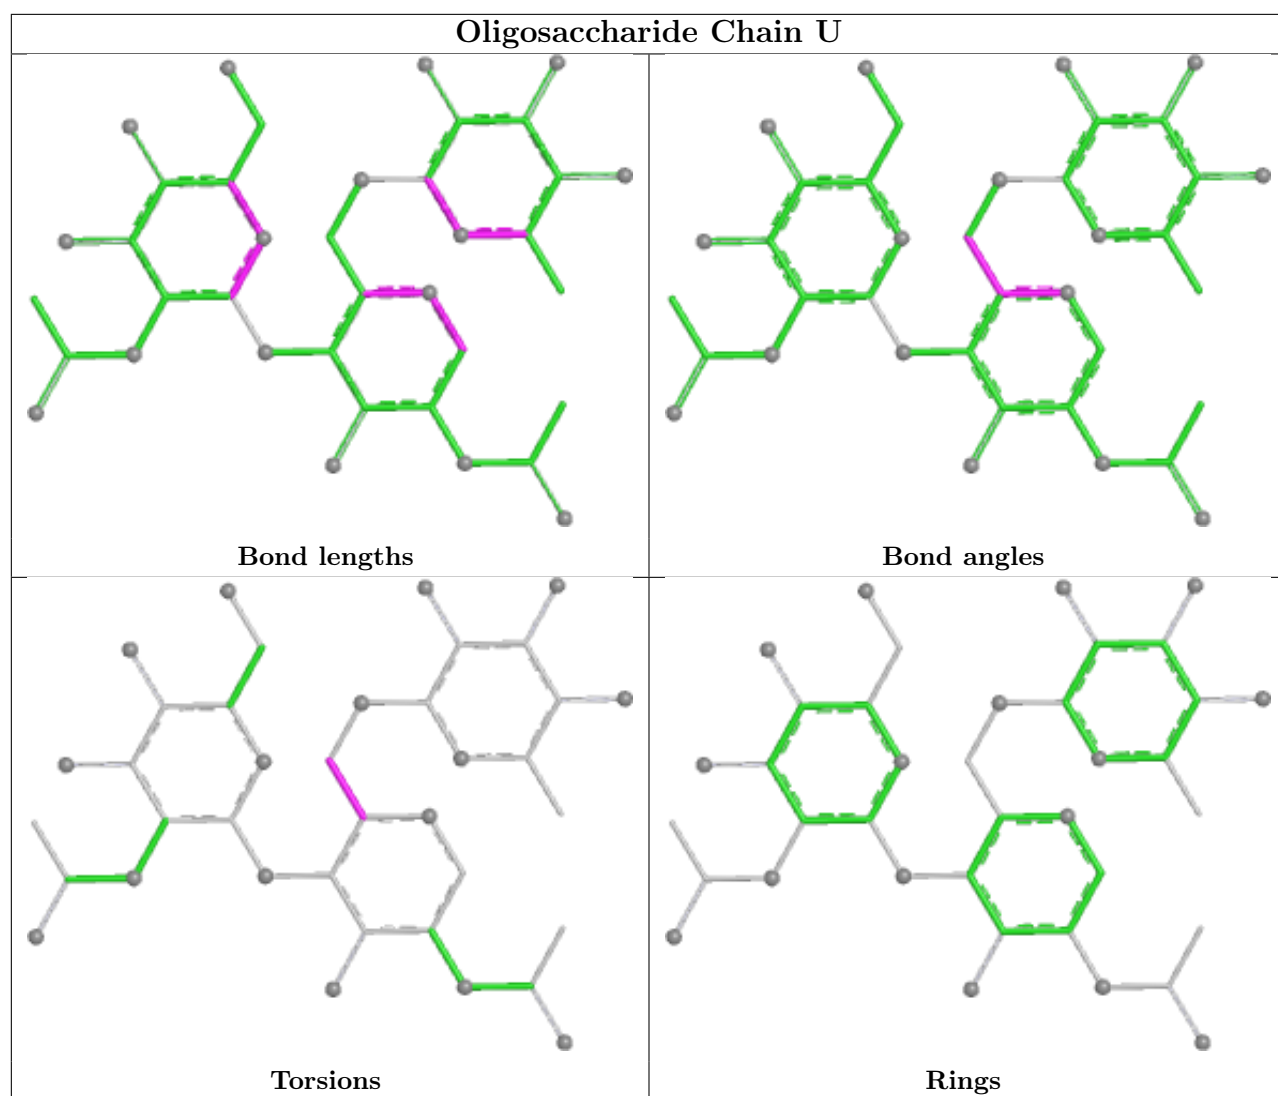 Oligosaccharide Chain U
Bond lengths
Bond angles
Torsions
Rings